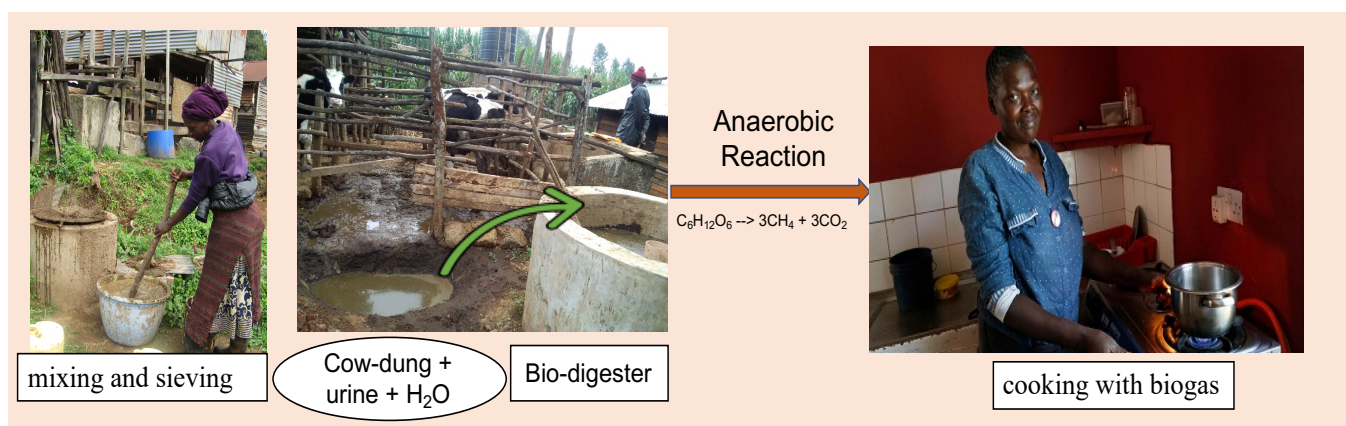 mixing and sieving
Cow-dung +
urine + H₂O
Bio-digester
Anaerobic
Reaction
C₆H₁₂O₆ --> 3CH₄ + 3CO₂
cooking with biogas